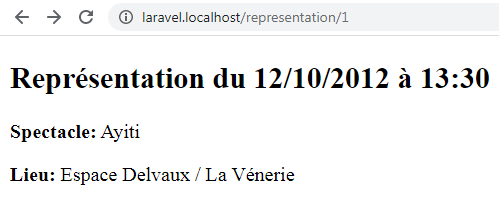 laravel.localhost/representation/1
Représentation du 12/10/2012 à 13:30
Spectacle: Ayiti
Lieu: Espace Delvaux / La Vénerie